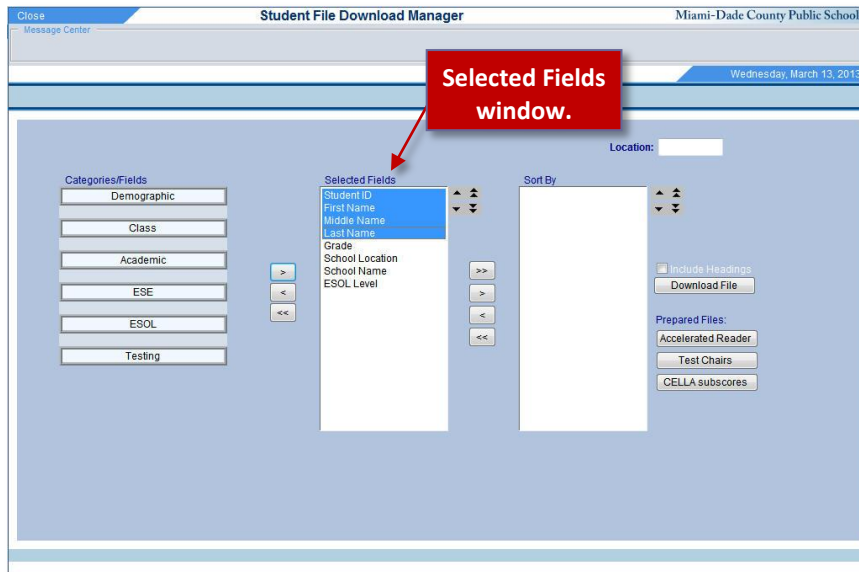 Close
Student File Download Manager
Miami-Dade County Public School
Message Center
Selected Fields
window.
Wednesday, March 13, 2013
Location:
Categories/Fields
Selected Fields
Sort By
Demographic
Class
Academic
ESE
ESOL
Testing
>
<
<<
Student ID
First Name
Middle Name
Last Name
Grade
School Location
School Name
ESOL Level
>>
>
<
<<
Include Headings
Download File
Prepared Files:
Accelerated Reader
Test Chairs
CELLA subscores